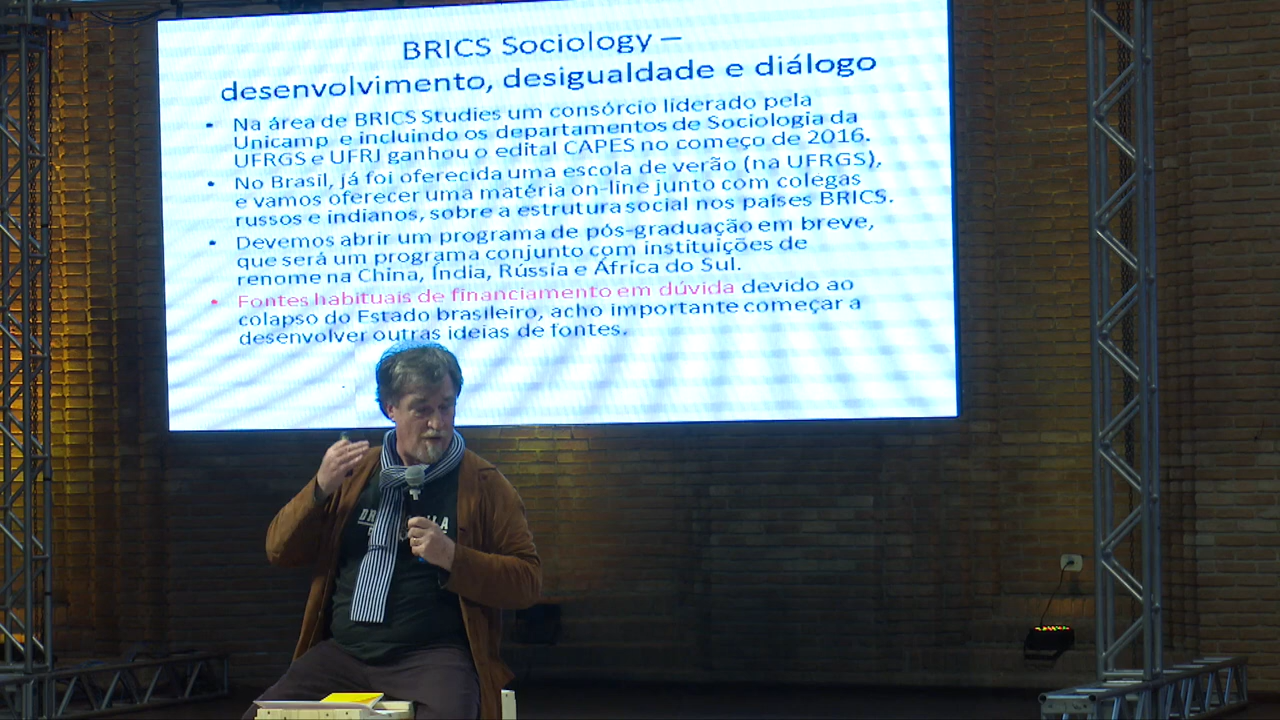 BRICS Sociology –
desenvolvimento, desigualdade e diálogo
• Na área de BRICS Studies um consórcio liderado pela
Unicamp e incluindo os departamentos de Sociologia da
UFRGS e UFRJ ganhou o edital CAPES no começo de 2016.
• No Brasil, já foi oferecida uma escola de verão (na UFRGS),
e vamos oferecer uma matéria on-line junto com colegas
russos e indianos, sobre a estrutura social nos países BRICS.
• Devemos abrir um programa de pós-graduação em breve,
que será um programa conjunto com instituições de
renome na China, Índia, Rússia e África do Sul.
• Fontes habituais de financiamento em dúvida devido ao
colapso do Estado brasileiro, acho importante começar a
desenvolver outras ideias de fontes.